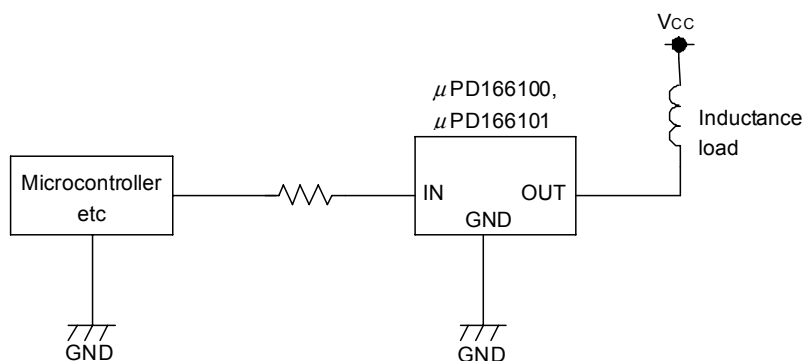 VCC
μPD166100,
μPD166101
Inductance
load
Microcontroller
etc
IN
OUT
GND
GND
GND